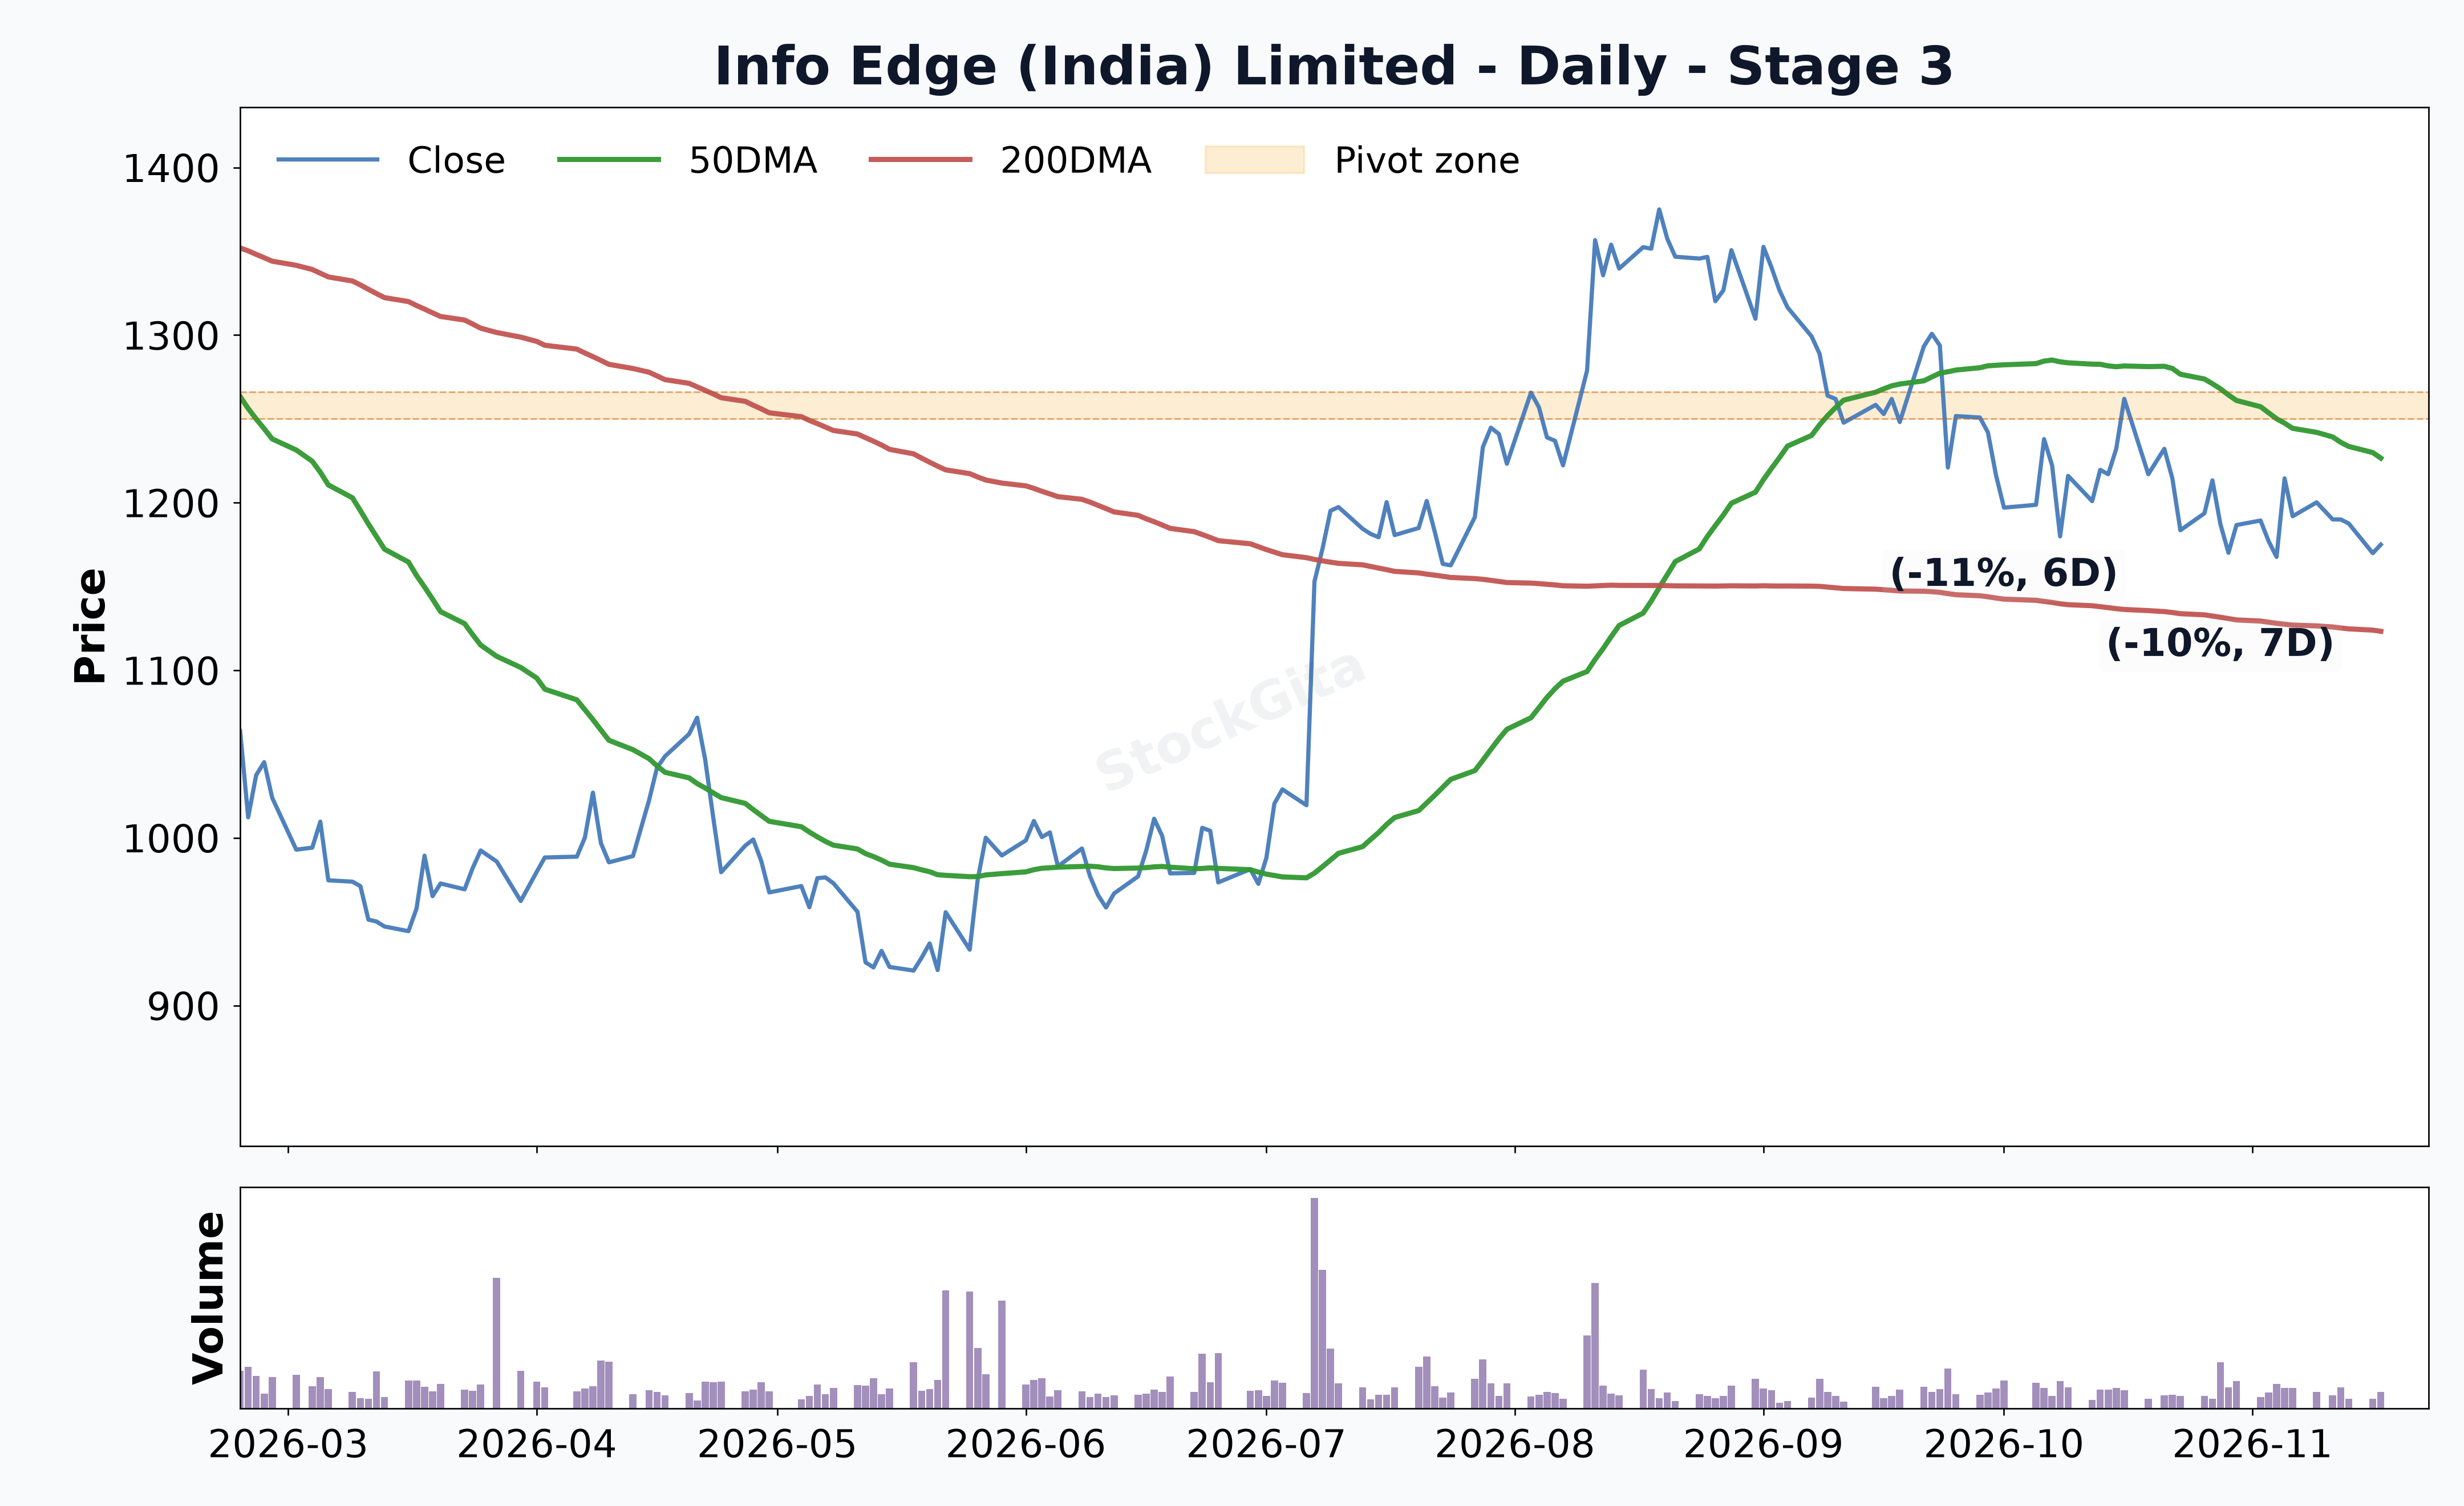 Info Edge (India) Limited - Daily - Stage 3
Close 50DMA 200DMA Pivot zone
1400
1300
1200
1100
1000
900
Price
(-11%, 6D)
(-10%, 7D)
StockGita
Volume
2026-03 2026-04 2026-05 2026-06 2026-07 2026-08 2026-09 2026-10 2026-11